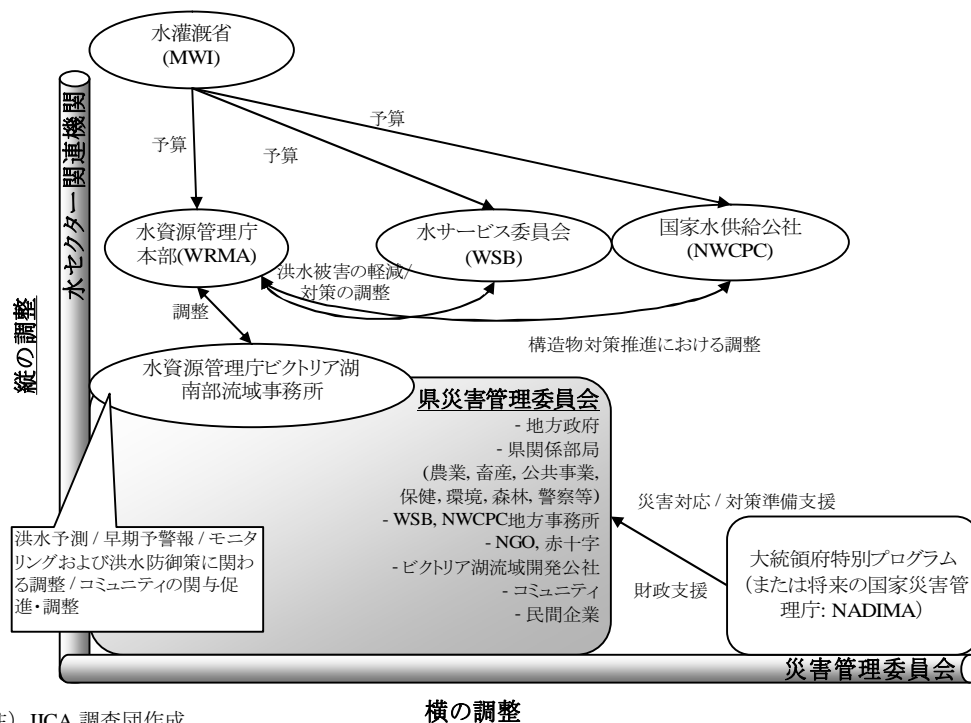 水灌漑省
(MWI)
予算
予算
予算
水セクター関連機関
縦の調整
水資源管理庁
本部(WRMA)
水サービス委員会
(WSB)
国家水供給公社
(NWCPC)
洪水被害の軽減/
対策の調整
調整
構造物対策推進における調整
水資源管理庁ビクトリア湖
南部流域事務所
県災害管理委員会
- 地方政府
- 県関係部局
(農業, 畜産, 公共事業,
保健, 環境, 森林, 警察等)
- WSB, NWCPC地方事務所
- NGO, 赤十字
- ビクトリア湖流域開発公社
- コミュニティ
- 民間企業
洪水予測 / 早期予警報 / モニタ
リングおよび洪水防御策に関わ
る調整 / コミュニティの関与促
進・調整
災害対応 / 対策準備支援
財政支援
大統領府特別プログラム
(または将来の国家災害管
理庁: NADIMA)
災害管理委員会
横の調整
) JICA 調査団作成